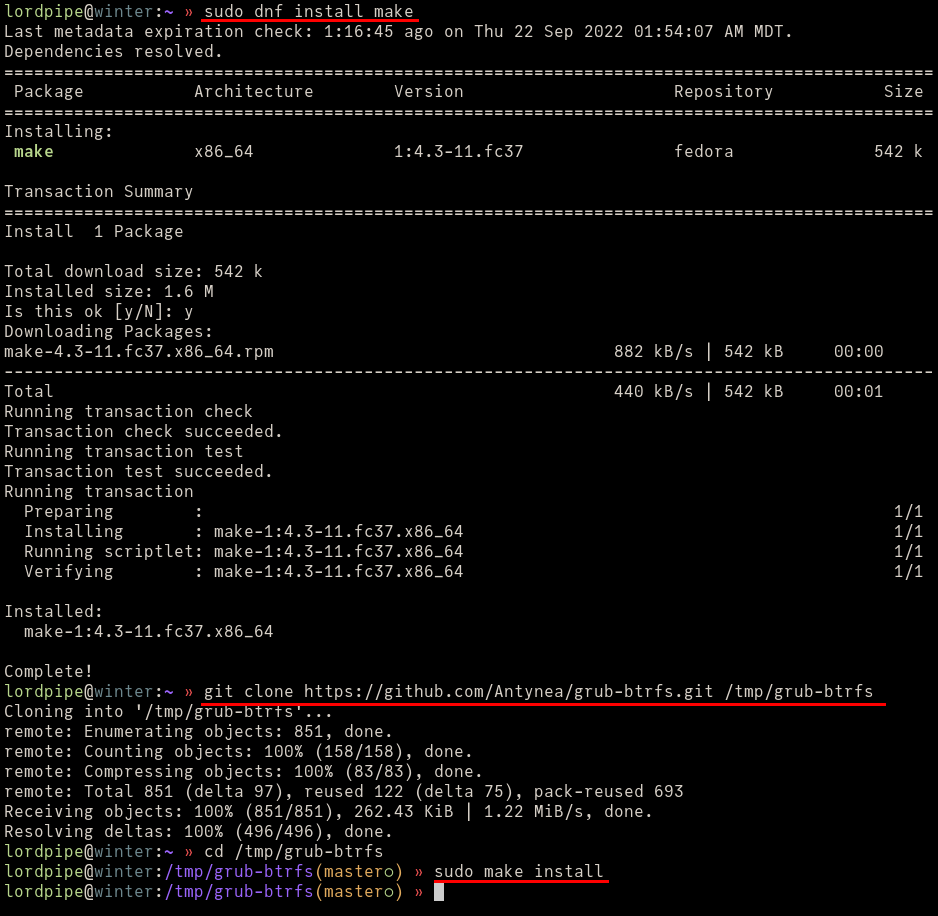 lordpipe@winter:~ » sudo dnf install make
Last metadata expiration check: 1:16:45 ago on Thu 22 Sep 2022 01:54:07 AM MDT.
Dependencies resolved.
=============================================================================================
 Package           Architecture        Version                     Repository           Size
=============================================================================================
Installing:
 make              x86_64              1:4.3-11.fc37               fedora              542 k

Transaction Summary
=============================================================================================
Install  1 Package

Total download size: 542 k
Installed size: 1.6 M
Is this ok [y/N]: y
Downloading Packages:
make-4.3-11.fc37.x86_64.rpm                                  882 kB/s | 542 kB     00:00
---------------------------------------------------------------------------------------------
Total                                                        440 kB/s | 542 kB     00:01
Running transaction check
Transaction check succeeded.
Running transaction test
Transaction test succeeded.
Running transaction
  Preparing        :                                                                     1/1
  Installing       : make-1:4.3-11.fc37.x86_64                                           1/1
  Running scriptlet: make-1:4.3-11.fc37.x86_64                                           1/1
  Verifying        : make-1:4.3-11.fc37.x86_64                                           1/1

Installed:
  make-1:4.3-11.fc37.x86_64

Complete!
lordpipe@winter:~ » git clone https://github.com/Antynea/grub-btrfs.git /tmp/grub-btrfs
Cloning into '/tmp/grub-btrfs'...
remote: Enumerating objects: 851, done.
remote: Counting objects: 100% (158/158), done.
remote: Compressing objects: 100% (83/83), done.
remote: Total 851 (delta 97), reused 122 (delta 75), pack-reused 693
Receiving objects: 100% (851/851), 262.43 KiB | 1.22 MiB/s, done.
Resolving deltas: 100% (496/496), done.
lordpipe@winter:~ » cd /tmp/grub-btrfs
lordpipe@winter:/tmp/grub-btrfs(master○) » sudo make install
lordpipe@winter:/tmp/grub-btrfs(master○) »